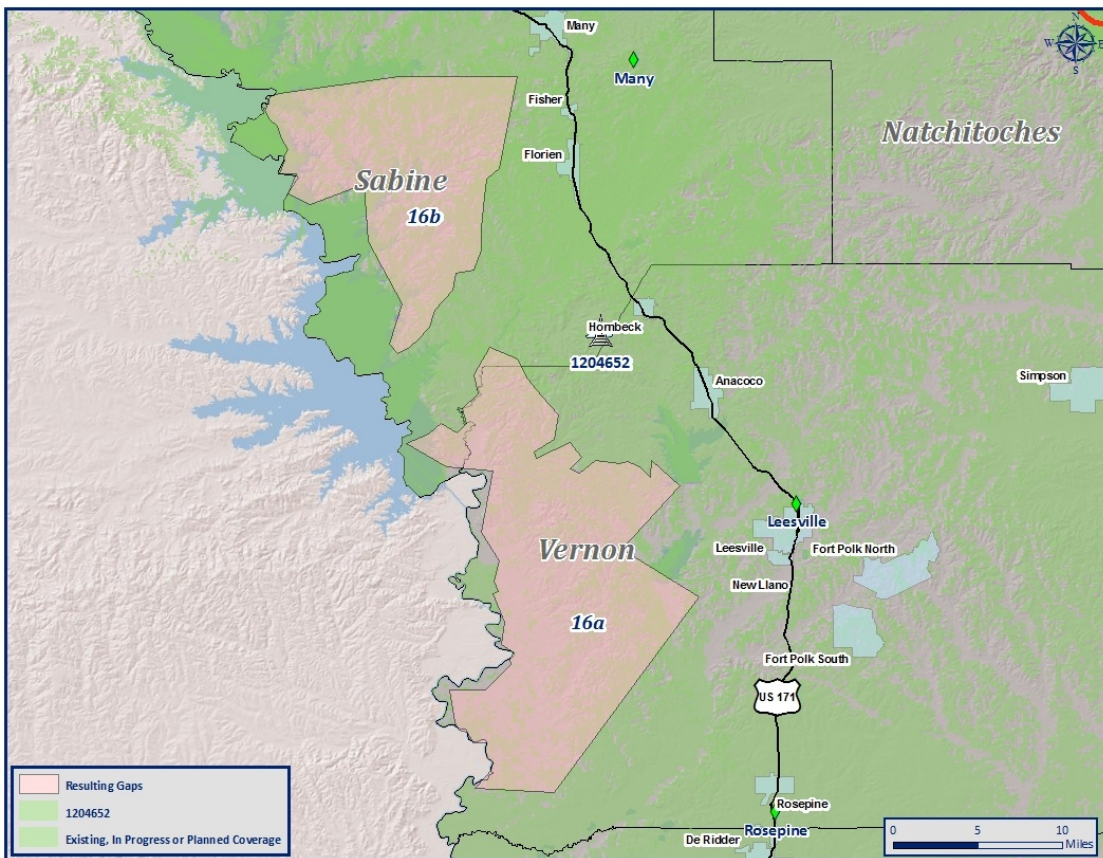 Many
N
W
E
S
Many
Fisher
Natchitoches
Florien
Sabine
16b
Hornbeck
1204652
Simpson
Anacoco
Leesville
Vernon
Leesville
Fort Polk North
New Llano
16a
Fort Polk South
US 171
Resulting Gaps
1204652
Existing, In Progress or Planned Coverage
Rosepine
Rosepine
De Ridder
0 5 10
Miles